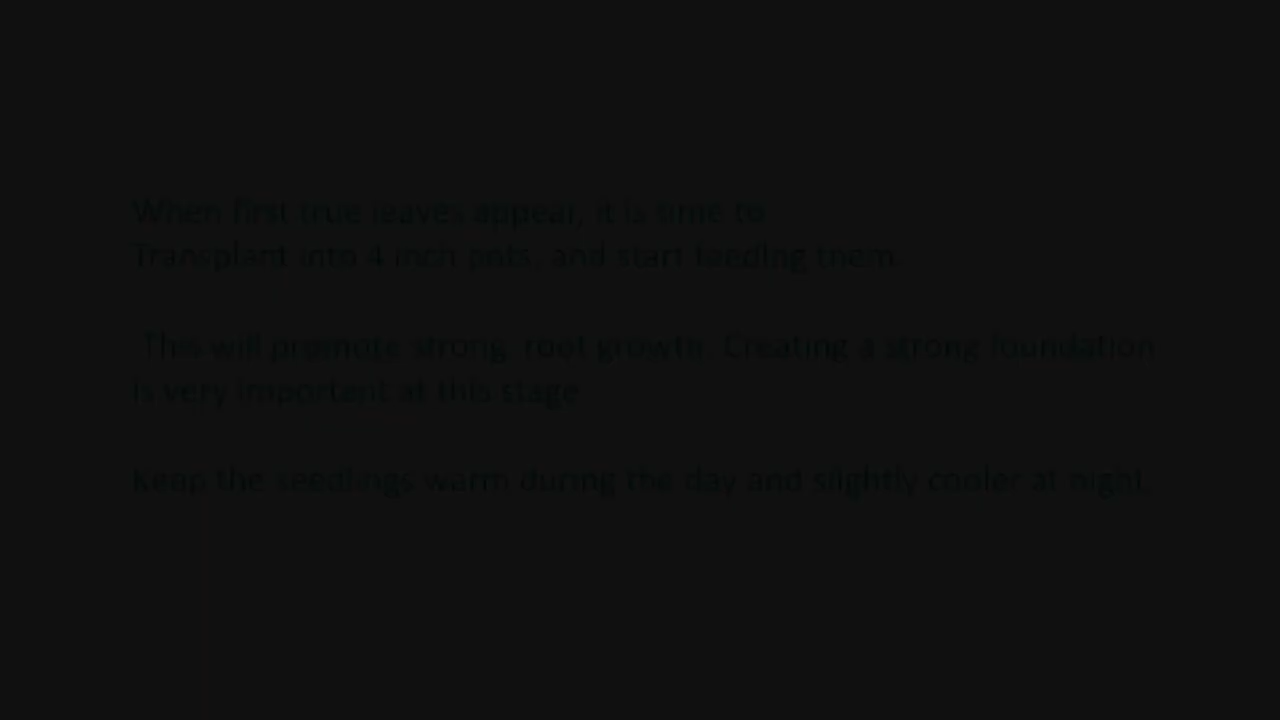 When first true leaves appear, it is time to
Transplant into 4 inch pots, and start feeding them.
This will promote strong root growth. Creating a strong foundation
is very important at this stage
Keep the seedlings warm during the day and slightly cooler at night.